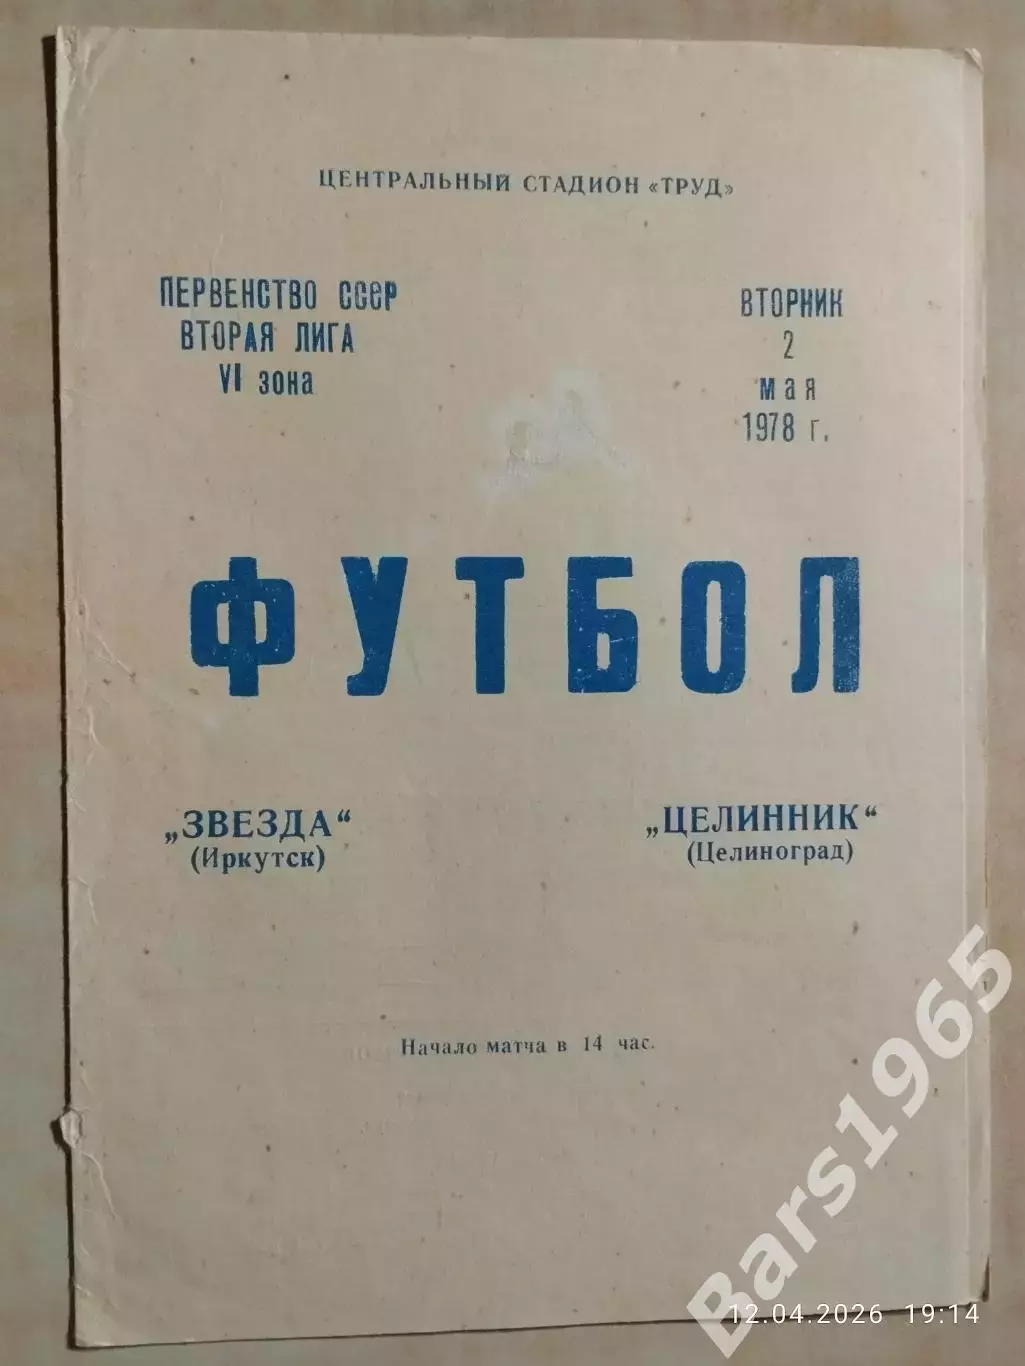 ЦЕНТРАЛЬНЫЙ СТАДИОН «ТРУД»
ПЕРВЕНСТВО СССР
ВТОРАЯ ЛИГА
VI зона
ВТОРНИК
2
мая
1978 г.
ФУТБОЛ
„ЗВЕЗДА“
(Иркутск)
„ЦЕЛИННИК“
(Целиноград)
Начало матча в 14 час.
Bars1965
12.04.2026 19:14